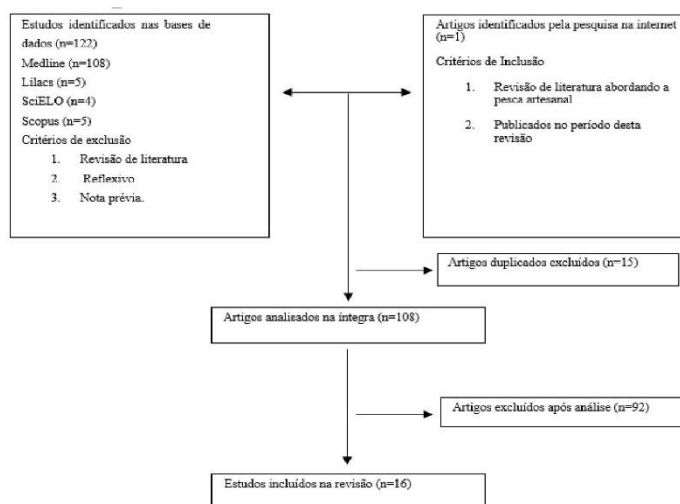 Estudos identificados nas bases de
dados (n=122)
Medline (n=108)
Lilacs (n=5)
SciELO (n=4)
Scopus (n=5)
Critérios de exclusão
1. Revisão de literatura
2. Reflexivo
3. Nota prévia.
Artigos identificados pela pesquisa na internet
(n=1)
Critérios de Inclusão
1. Revisão de literatura abordando a
pesca artesanal
2. Publicados no período desta
revisão
Artigos duplicados excluídos (n=15)
Artigos analisados na íntegra (n=108)
Artigos excluídos após análise (n=92)
Estudos incluídos na revisão (n=16)